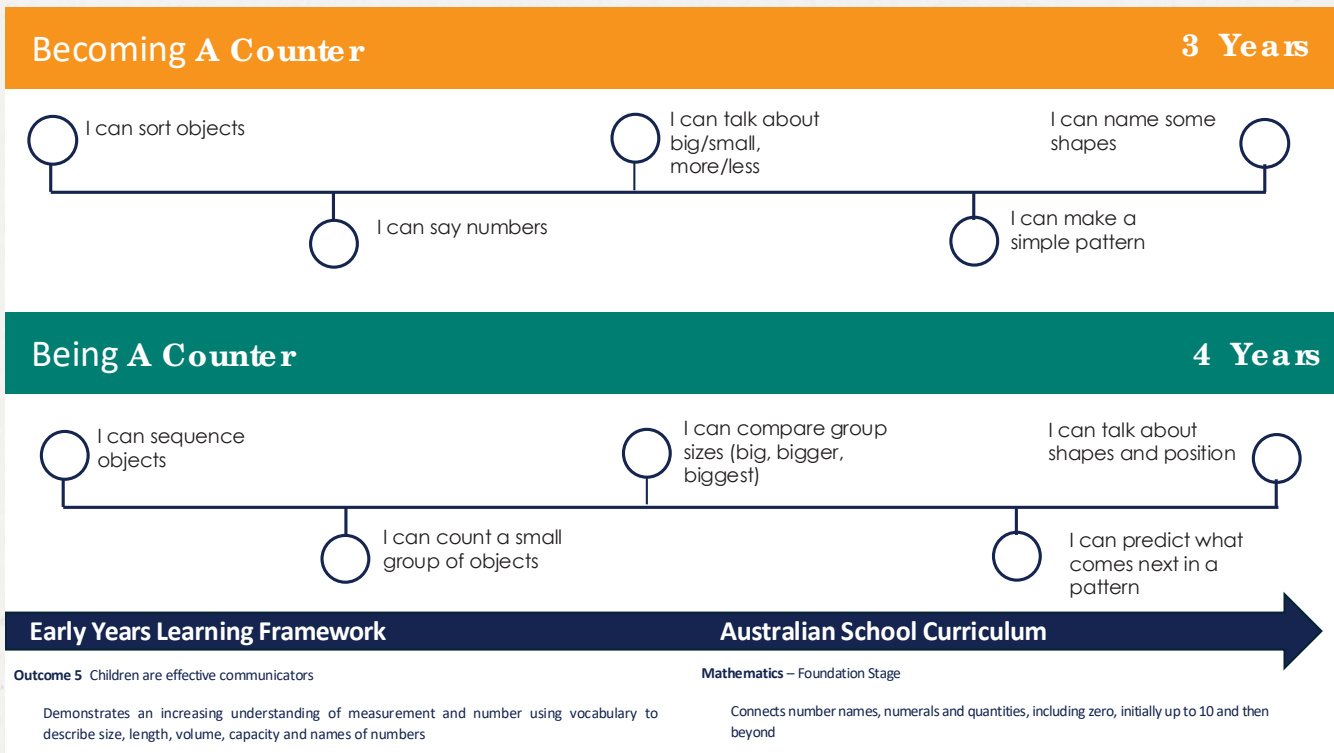 Becoming A Counter
3 Years
I can sort objects
I can say numbers
I can talk about
big/small,
more/less
I can make a
simple pattern
I can name some
shapes
Being A Counter
4 Years
I can sequence
objects
I can count a small
group of objects
I can compare group
sizes (big, bigger,
biggest)
I can predict what
comes next in a
pattern
I can talk about
shapes and position
Early Years Learning Framework
Outcome 5 Children are effective communicators
Demonstrates an increasing understanding of measurement and number using vocabulary to
describe size, length, volume, capacity and names of numbers
Australian School Curriculum
Mathematics – Foundation Stage
Connects number names, numerals and quantities, including zero, initially up to 10 and then
beyond